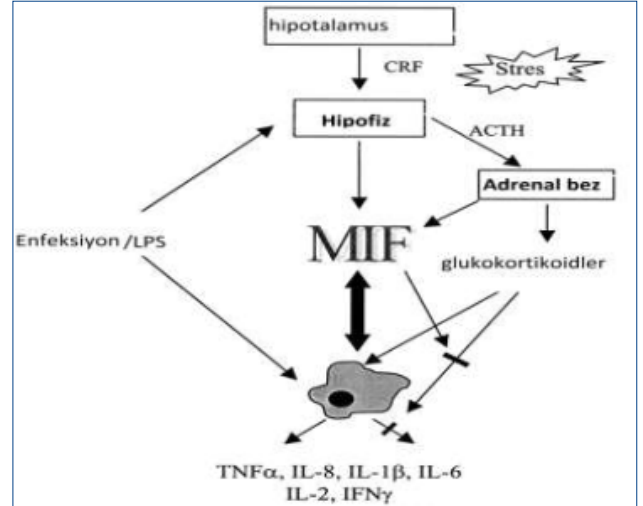 hipotalamus
CRF
Stres
Hipofiz
ACTH
Adrenal bez
Enfeksiyon/LPS
MIF
glukokortikoidler
TNFα, IL-8, IL-1β, IL-6
IL-2, IFNγ